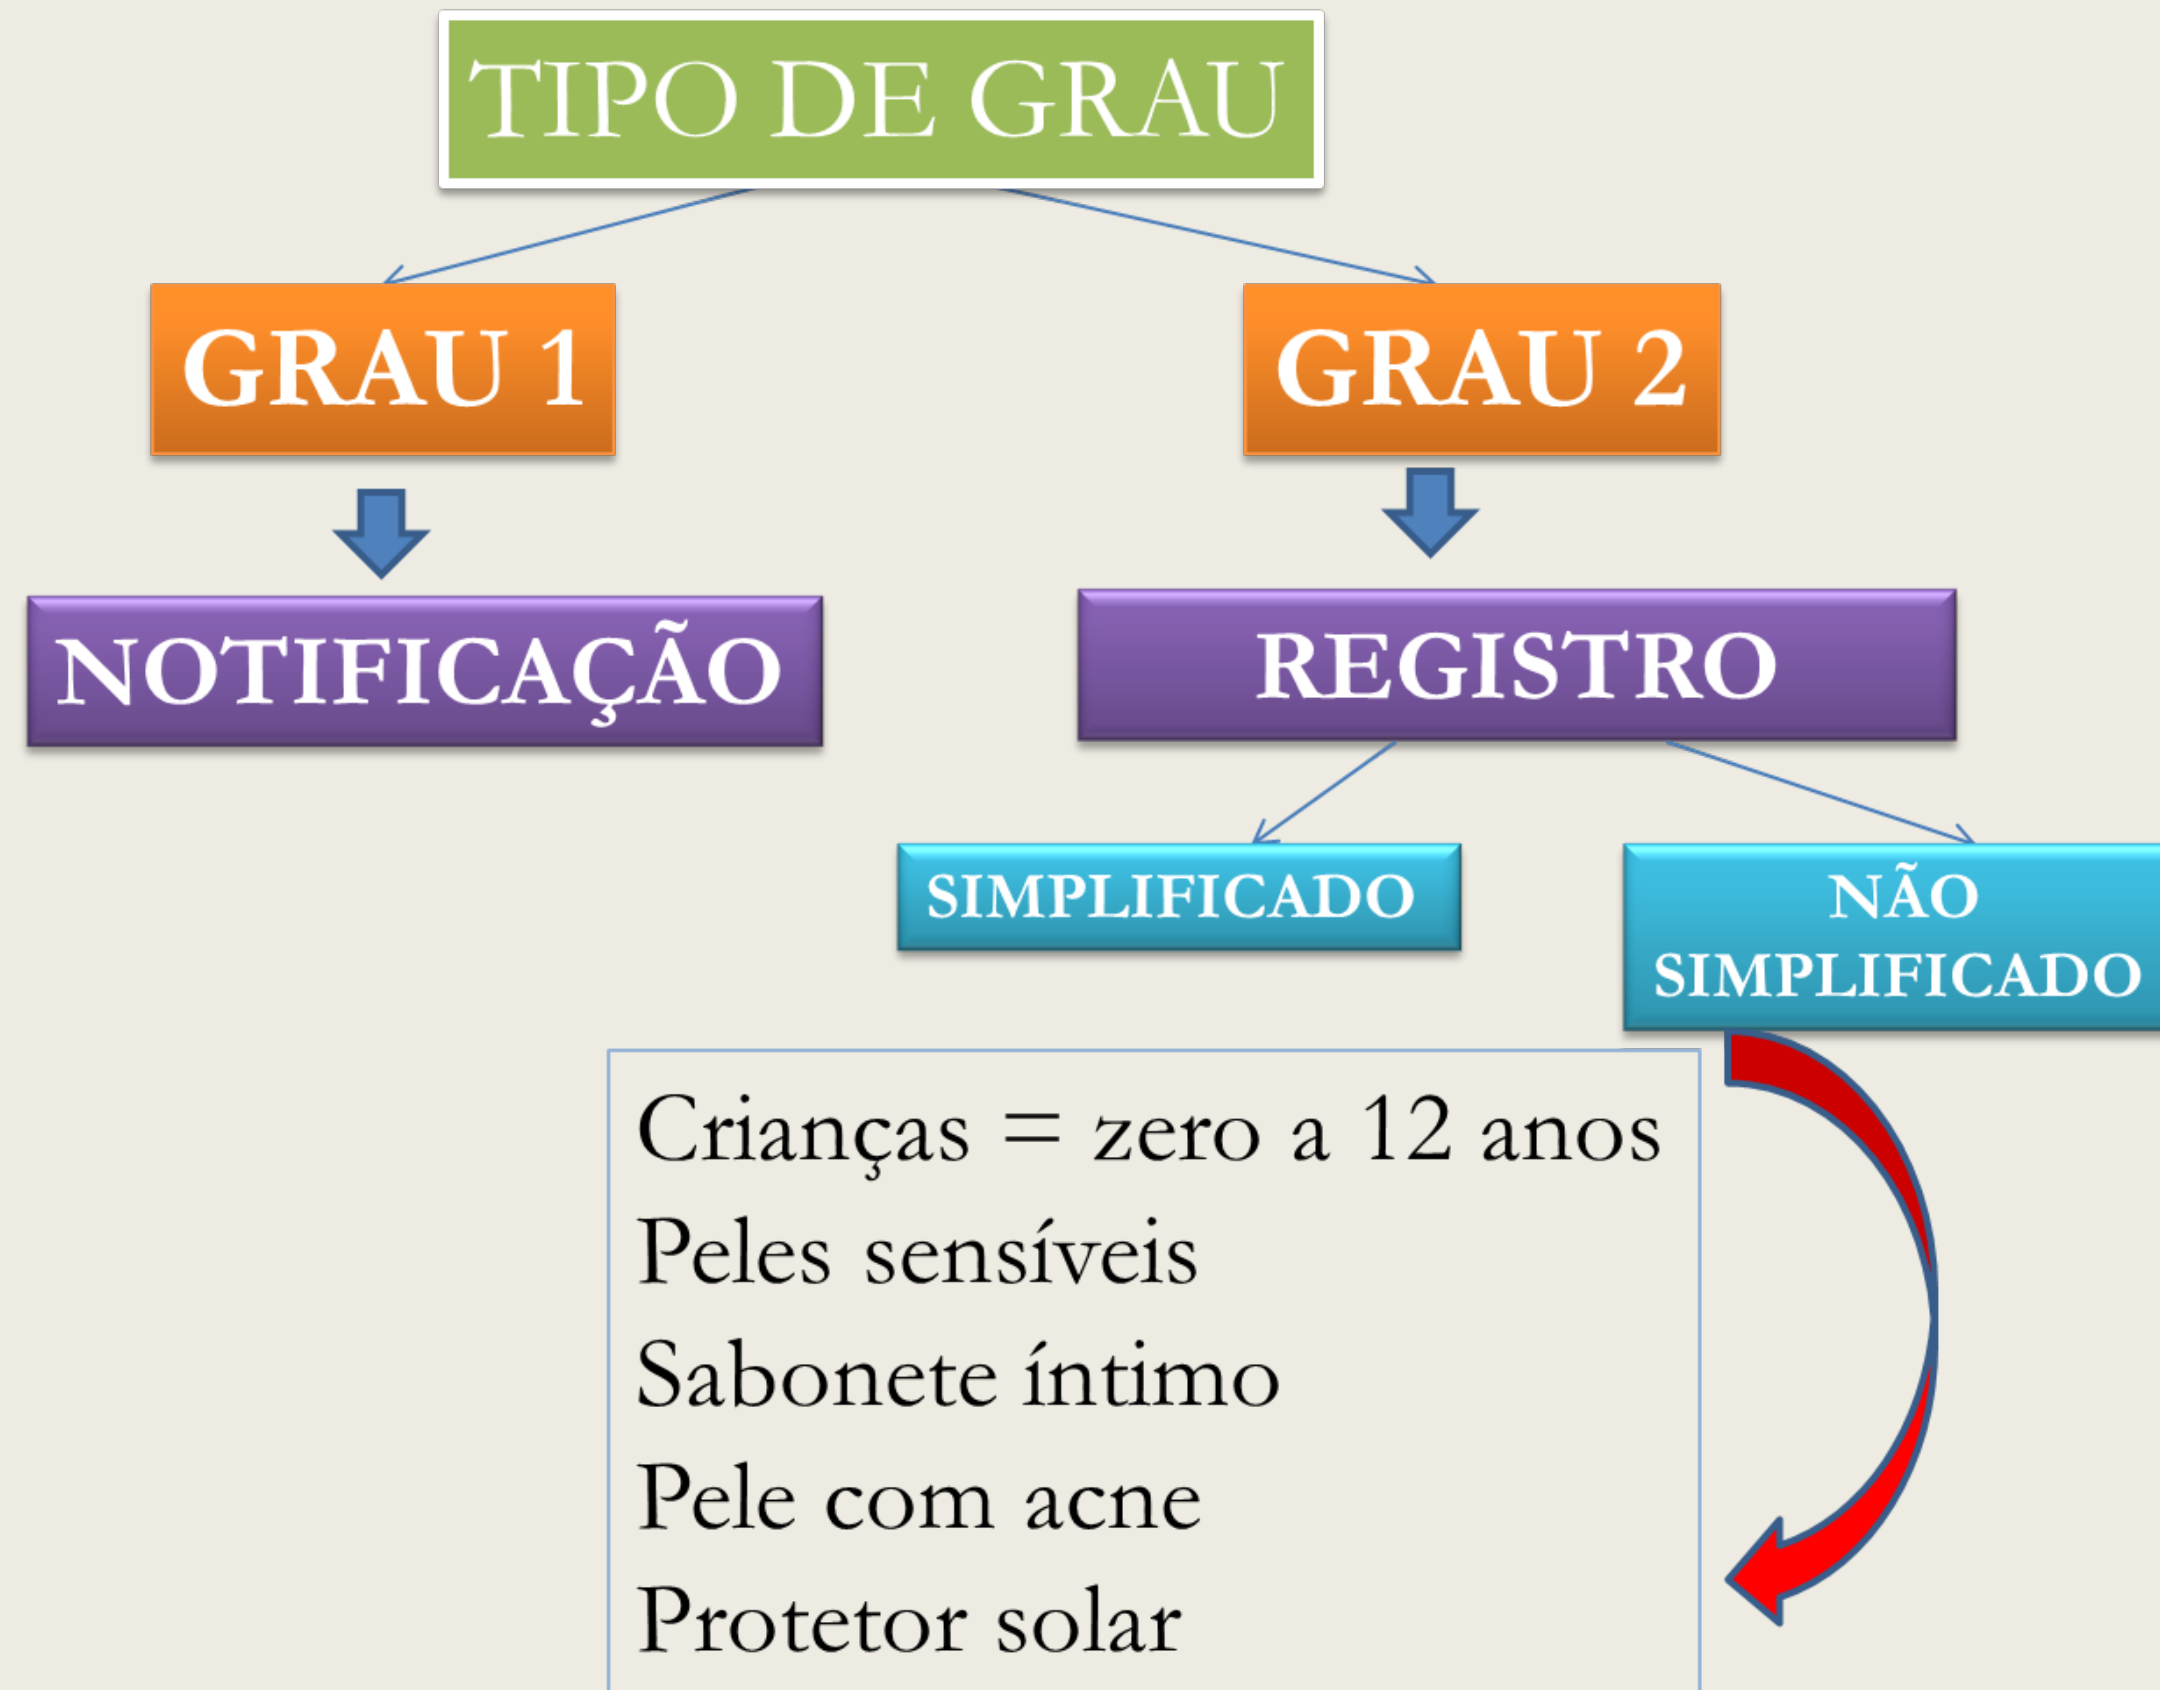 TIPO DE GRAU
GRAU 1
GRAU 2
NOTIFICAÇÃO
REGISTRO
SIMPLIFICADO
NÃO
SIMPLIFICADO
Crianças = zero a 12 anos
Peles sensíveis
Sabonete íntimo
Pele com acne
Protetor solar